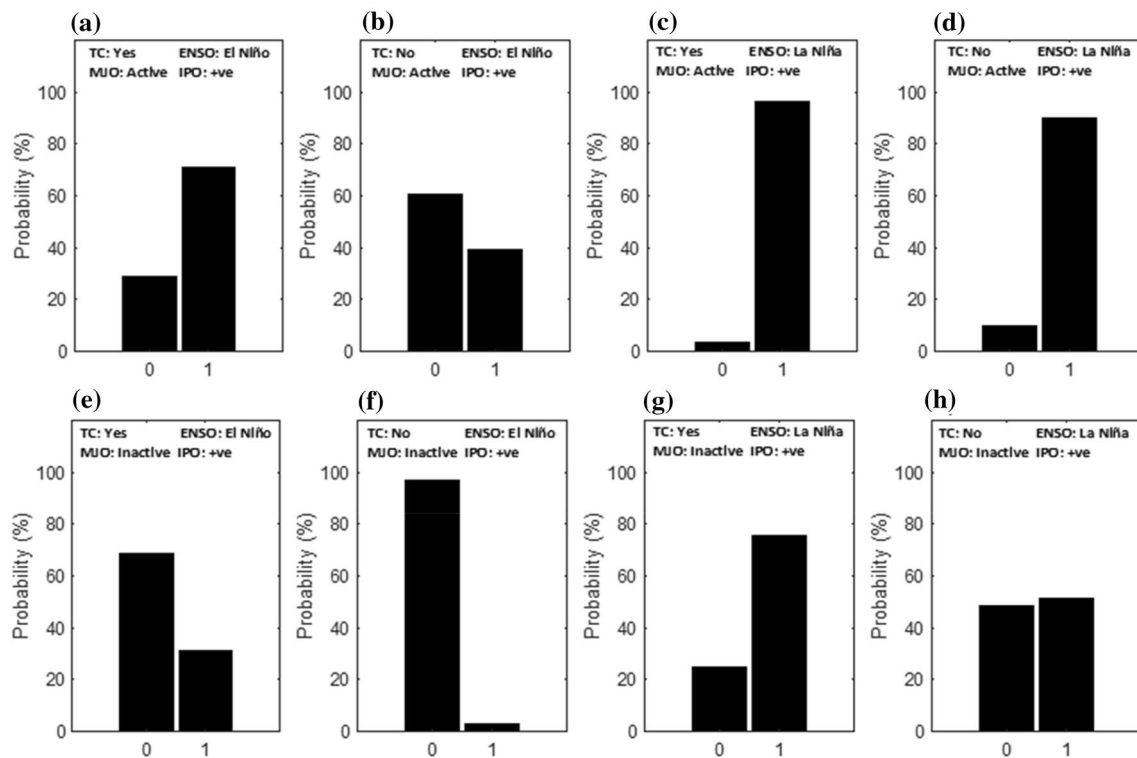 (a)
TC: Yes ENSO: El Niño
MJO: Active IPO: +ve
100
80
60
40
20
0
Probability (%)
0 1
(b)
TC: No ENSO: El Niño
MJO: Active IPO: +ve
100
80
60
40
20
0
Probability (%)
0 1
(c)
TC: Yes ENSO: La Niña
MJO: Active IPO: +ve
100
80
60
40
20
0
Probability (%)
0 1
(d)
TC: No ENSO: La Niña
MJO: Active IPO: +ve
100
80
60
40
20
0
Probability (%)
0 1
(e)
TC: Yes ENSO: El Niño
MJO: Inactive IPO: +ve
100
80
60
40
20
0
Probability (%)
0 1
(f)
TC: No ENSO: El Niño
MJO: Inactive IPO: +ve
100
80
60
40
20
0
Probability (%)
0 1
(g)
TC: Yes ENSO: La Niña
MJO: Inactive IPO: +ve
100
80
60
40
20
0
Probability (%)
0 1
(h)
TC: No ENSO: La Niña
MJO: Inactive IPO: +ve
100
80
60
40
20
0
Probability (%)
0 1